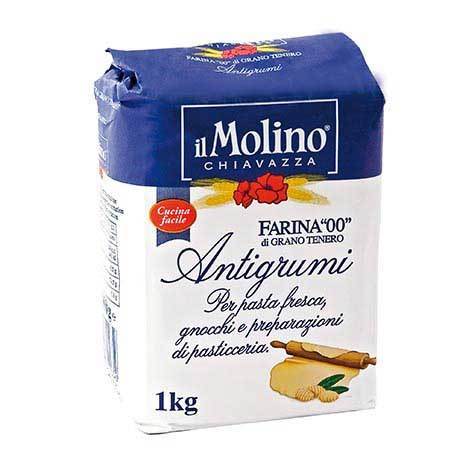 FARINA "00" DI GRANO TENERO
Antigrumi
il Molino®
CHIAVAZZA
Cucina
facile
FARINA "00"
di GRANO TENERO
Antigrumi
Per pasta fresca,
gnocchi e preparazioni
di pasticceria.
1kg